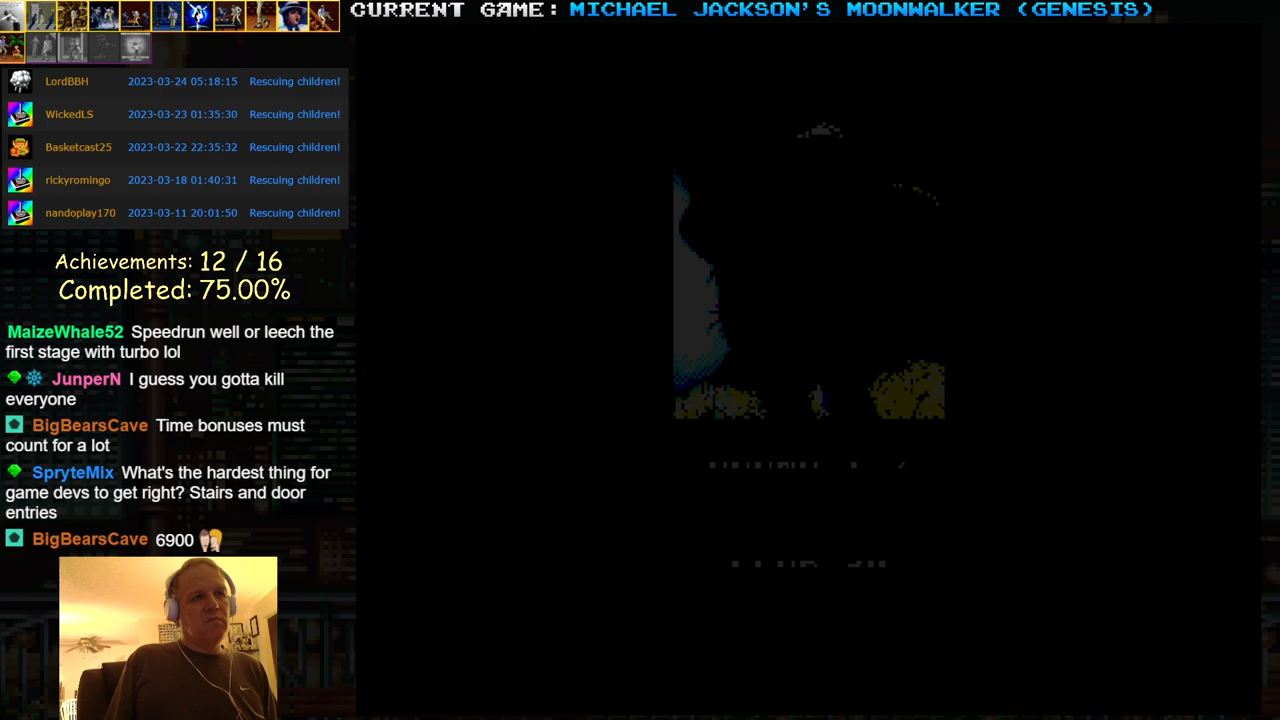 CURRENT GAME: MICHAEL JACKSON'S MOONWALKER (GENESIS)
LordBBH 2023-03-24 05:18:15 Rescuing children!
WickedLS 2023-03-23 01:35:30 Rescuing children!
Basketcast25 2023-03-22 22:35:32 Rescuing children!
rickyromingo 2023-03-18 01:40:31 Rescuing children!
nandoplay170 2023-03-11 20:01:50 Rescuing children!
Achievements: 12 / 16
Completed: 75.00%
MaizeWhale52 Speedrun well or leech the
first stage with turbo lol
JunperN I guess you gotta kill
everyone
BigBearsCave Time bonuses must
count for a lot
SpryteMix What's the hardest thing for
game devs to get right? Stairs and door
entries
BigBearsCave 6900